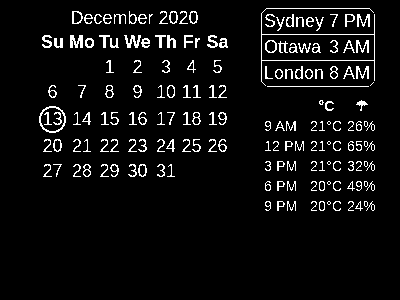 December 2020
Su Mo Tu We Th Fr Sa
1 2 3 4 5
6 7 8 9 10 11 12
13 14 15 16 17 18 19
20 21 22 23 24 25 26
27 28 29 30 31
Sydney 7 PM
Ottawa 3 AM
London 8 AM
°C ☂
9 AM 21°C 26%
12 PM 21°C 65%
3 PM 21°C 32%
6 PM 20°C 49%
9 PM 20°C 24%